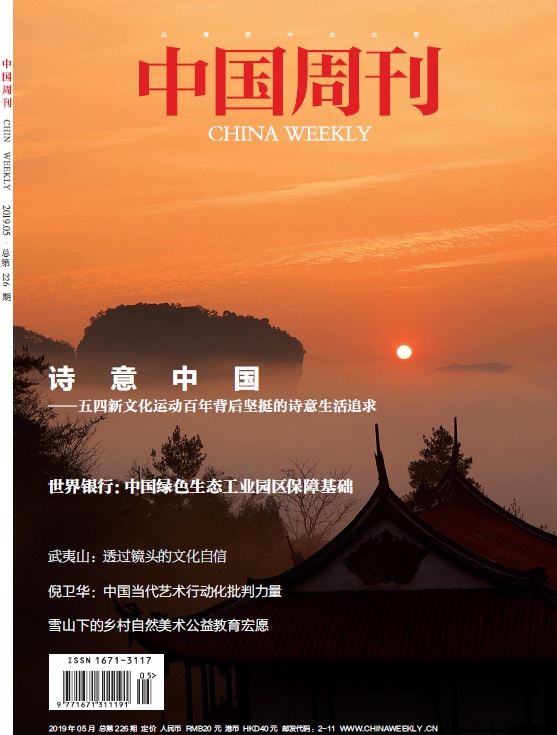 中国周刊
CHINA WEEKLY
中国周刊 CHIN WEEKLY 2019.05 · 总第 226 期
诗意中国
——五四新文化运动百年背后坚挺的诗意生活追求
世界银行：中国绿色生态工业园区保障基础
武夷山：透过镜头的文化自信
倪卫华：中国当代艺术行动化批判力量
雪山下的乡村自然美术公益教育宏愿
ISSN 1671-3117
05>
9 771671 311191
2019年05月 总第226期 定价 人民币 RMB20元 港币 HKD40元 邮发代码：2-11 WWW.CHINAWEEKLY.CN